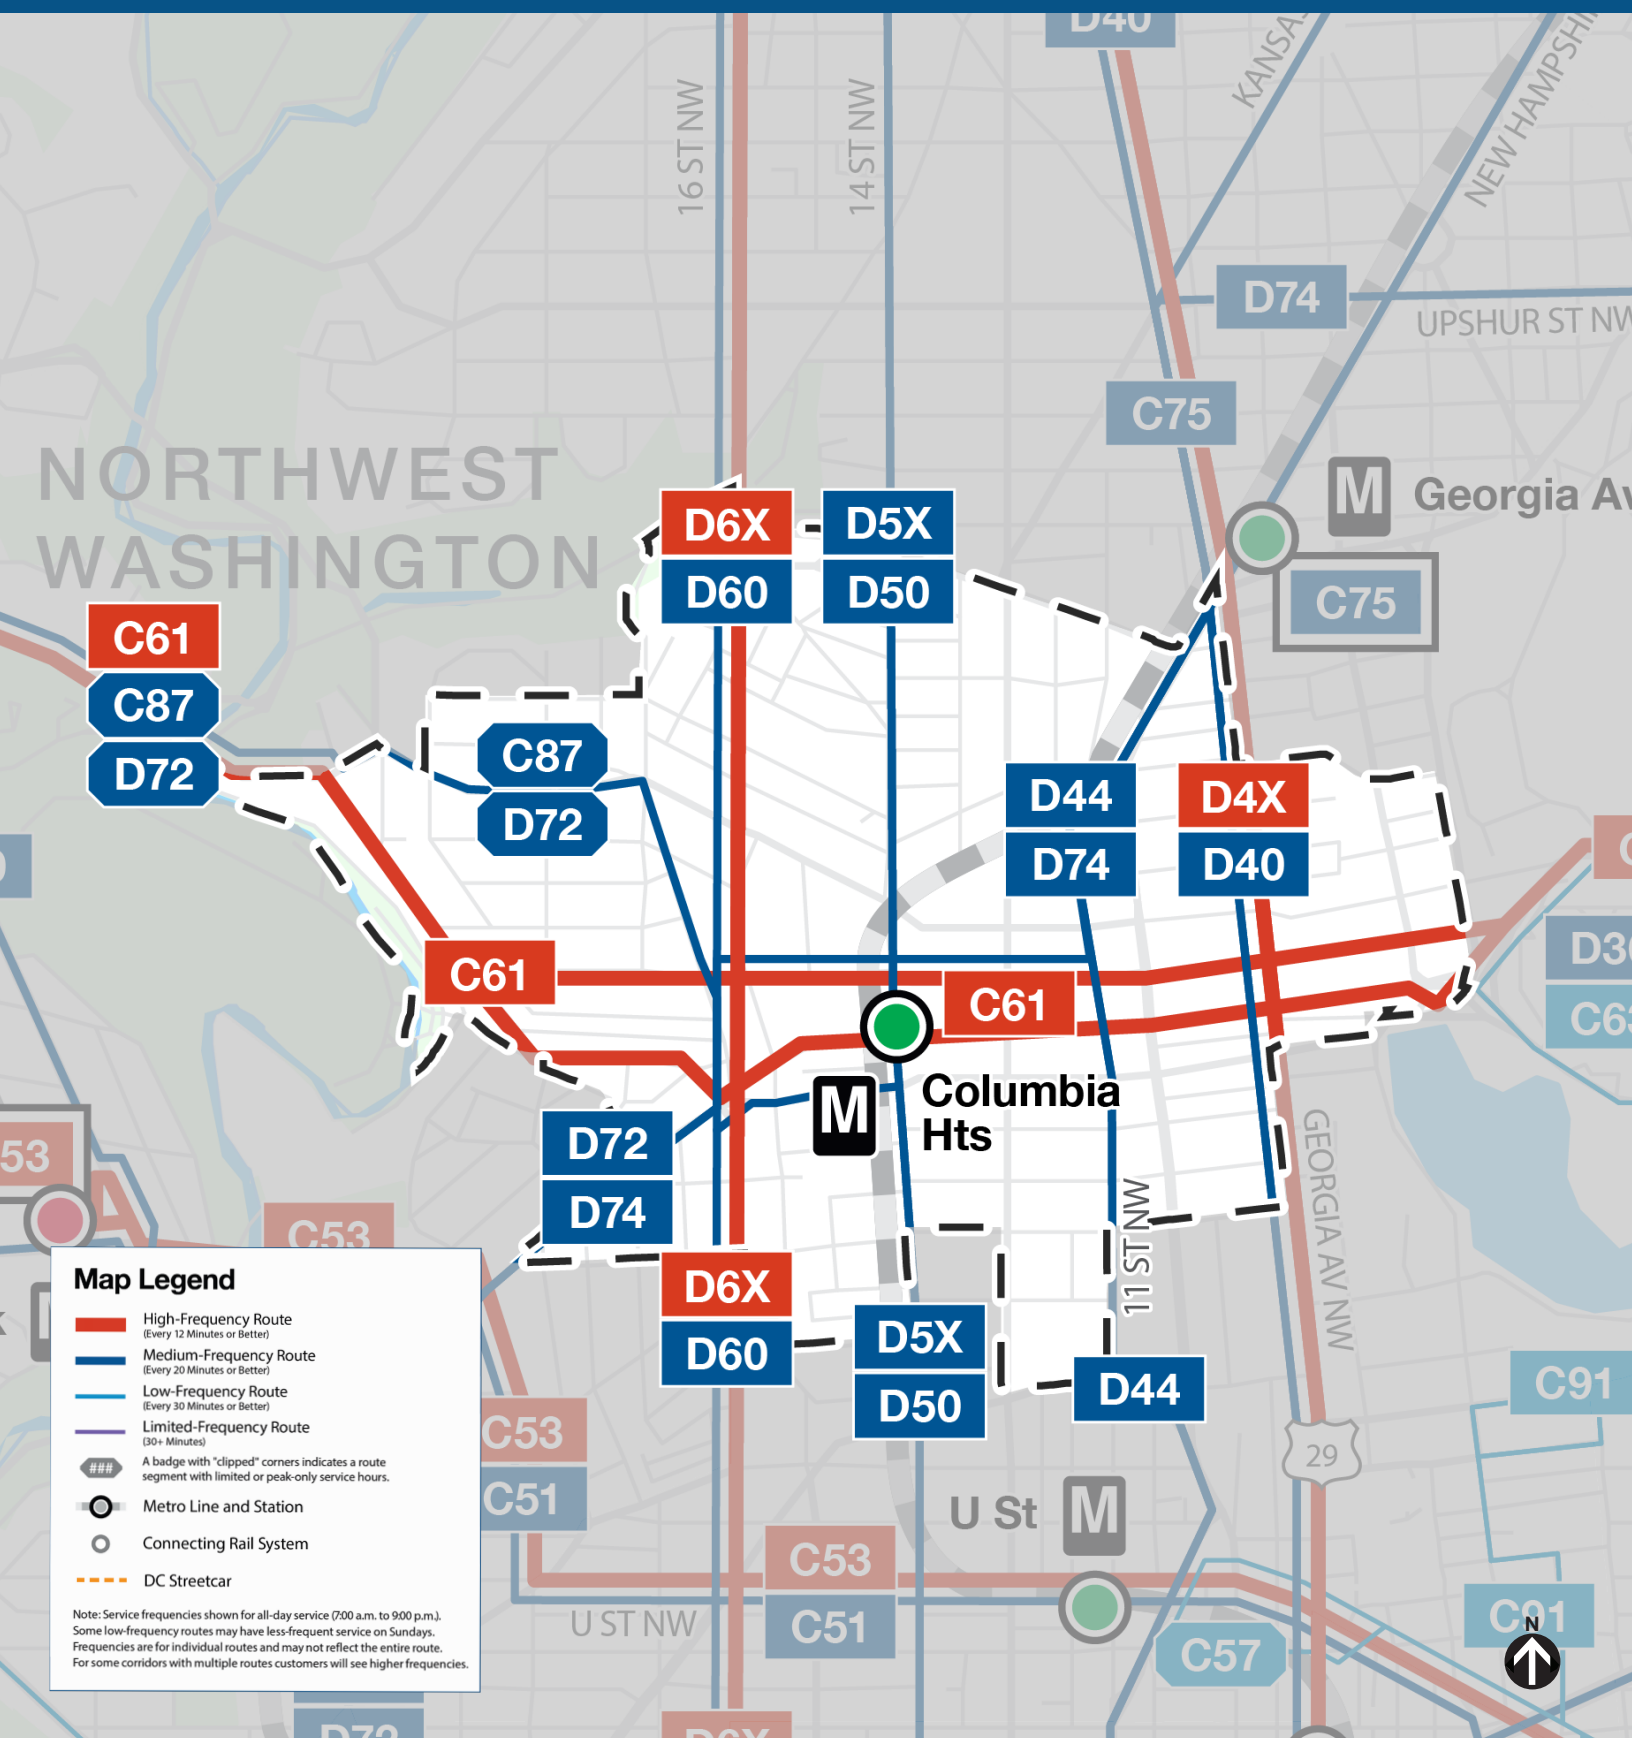 D40
KANSAS
NEW HAMPSHI
16 ST NW
14 ST NW
D74
UPSHUR ST NW
C75
NORTHWEST
WASHINGTON
M
Georgia Av
C75
D6X
D60
D5X
D50
C61
C87
D72
C87
D72
D44
D74
D4X
D40
C61
C61
D36
C63
Columbia
Hts
M
D72
D74
53
C53
11 ST NW
GEORGIA AV NW
D6X
D60
D5X
D50
D44
C91
C53
C51
29
U St
M
C53
C51
U ST NW
C57
C91
N
D72
D6X
Map Legend
High-Frequency Route
(Every 12 Minutes or Better)
Medium-Frequency Route
(Every 20 Minutes or Better)
Low-Frequency Route
(Every 30 Minutes or Better)
Limited-Frequency Route
(30+ Minutes)
###
A badge with "clipped" corners indicates a route
segment with limited or peak-only service hours.
Metro Line and Station
Connecting Rail System
DC Streetcar
Note: Service frequencies shown for all-day service (7:00 a.m. to 9:00 p.m.).
Some low-frequency routes may have less-frequent service on Sundays.
Frequencies are for individual routes and may not reflect the entire route.
For some corridors with multiple routes customers will see higher frequencies.